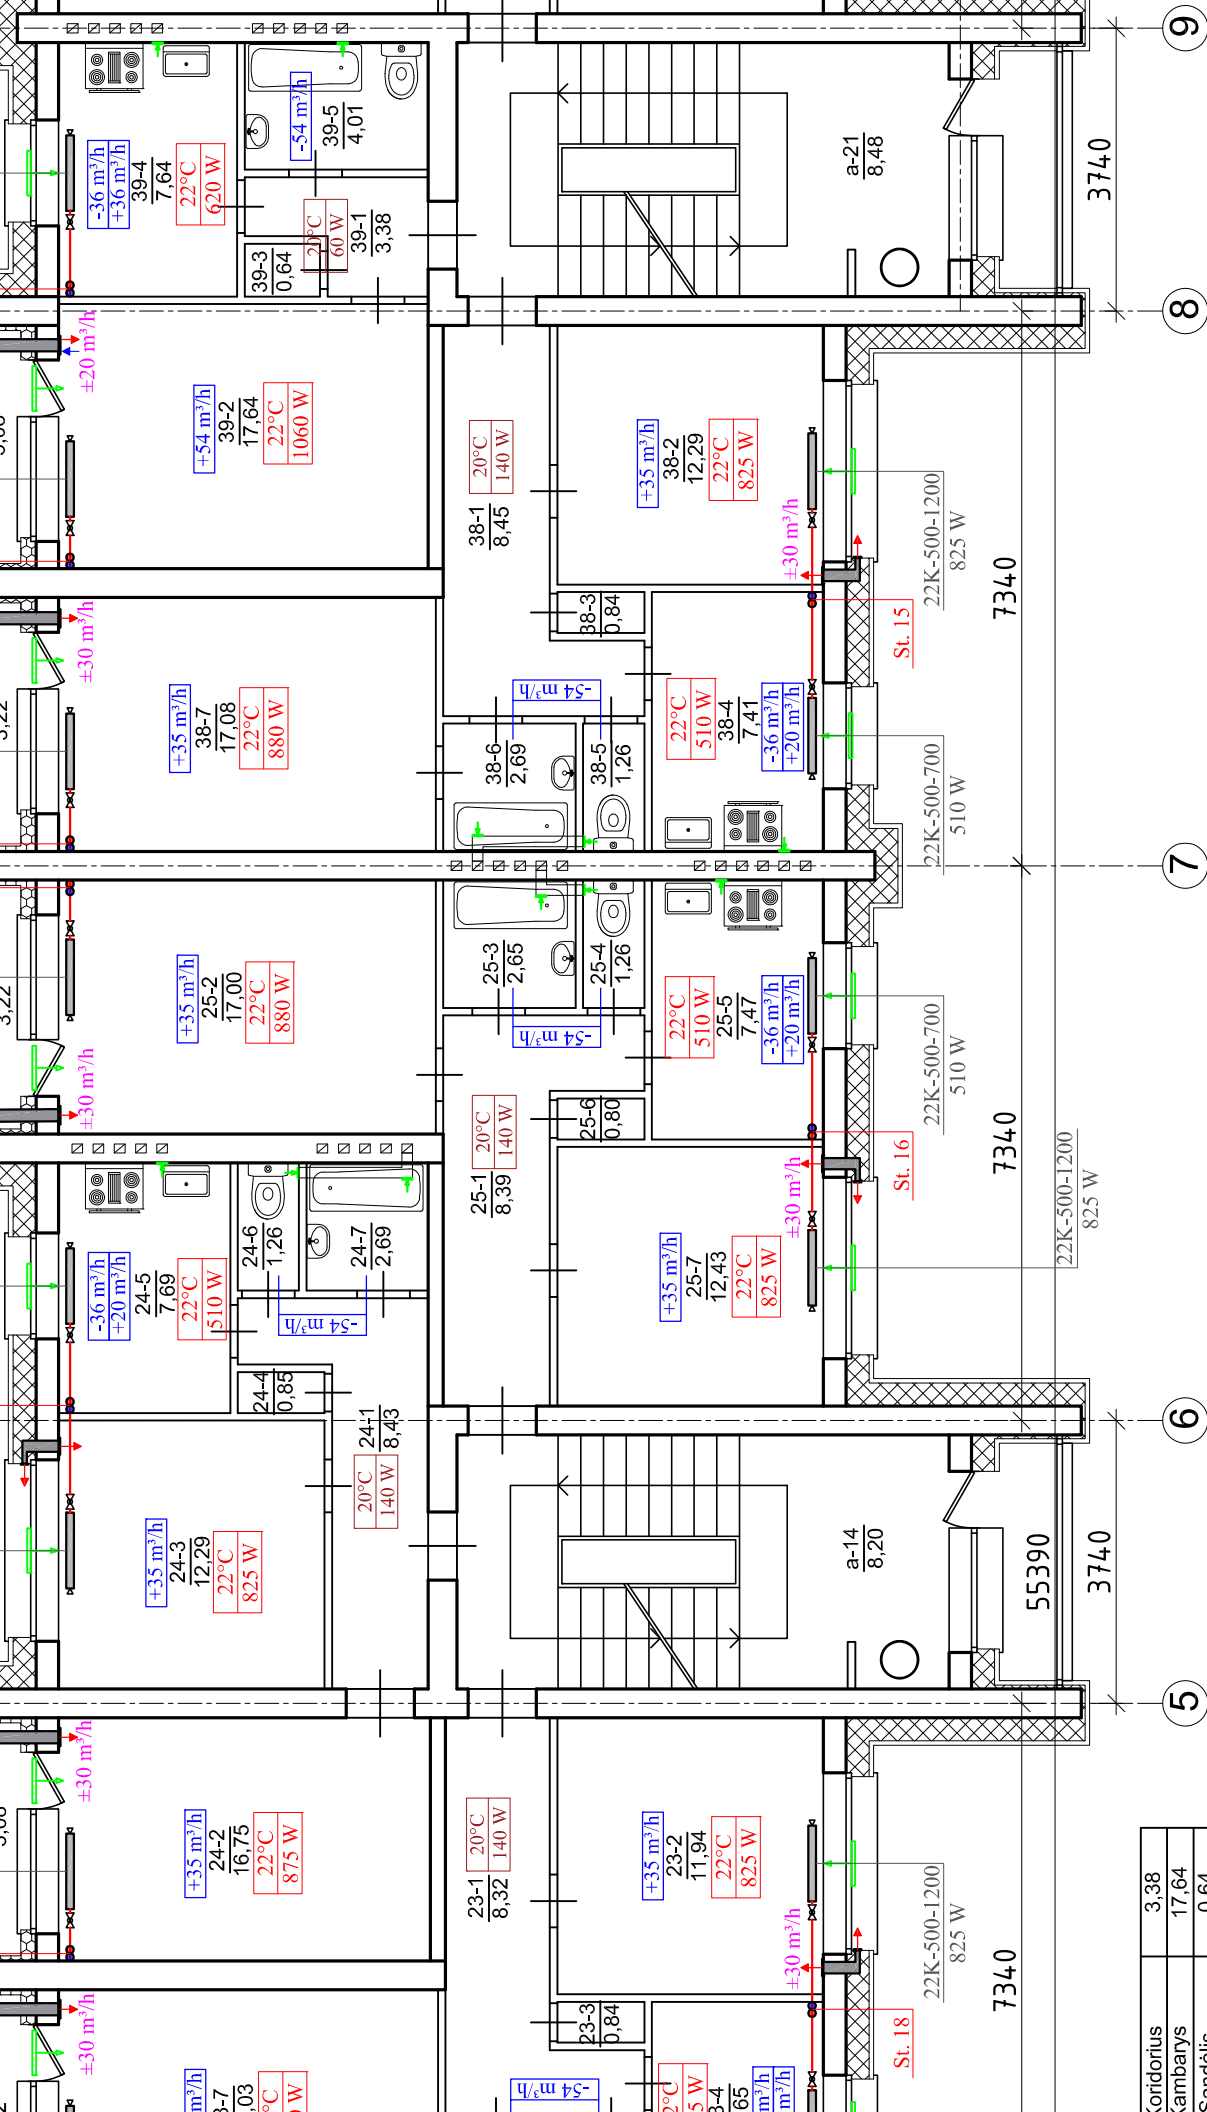 9
8
7
6
5
3740
7340
7340
55390
3740
7340
-36 m³/h
+36 m³/h
39-4
7,64
22°C
620 W
-54 m³/h
39-5
4,01
39-3
0,64
20°C
60 W
39-1
3,38
a-21
8,48
±20 m³/h
+54 m³/h
39-2
17,64
22°C
1060 W
20°C
140 W
38-1
8,45
+35 m³/h
38-2
12,29
22°C
825 W
±30 m³/h
22K-500-1200
825 W
St. 15
38-3
0,84
±30 m³/h
+35 m³/h
38-7
17,08
22°C
880 W
-54 m³/h
38-6
2,69
38-5
1,26
22°C
510 W
38-4
7,41
-36 m³/h
+20 m³/h
22K-500-700
510 W
3,22
3,22
±30 m³/h
+35 m³/h
25-2
17,00
22°C
880 W
25-3
2,65
25-4
1,26
-54 m³/h
22°C
510 W
25-5
7,47
-36 m³/h
+20 m³/h
22K-500-700
510 W
20°C
140 W
25-1
8,39
25-6
0,80
St. 16
±30 m³/h
+35 m³/h
25-7
12,43
22°C
825 W
22K-500-1200
825 W
-36 m³/h
+20 m³/h
24-5
7,69
22°C
510 W
24-6
1,26
24-7
2,69
-54 m³/h
24-4
0,85
24-1
8,43
20°C
140 W
+35 m³/h
24-3
12,29
22°C
825 W
a-14
8,20
±30 m³/h
+35 m³/h
24-2
16,75
22°C
875 W
20°C
140 W
23-1
8,32
+35 m³/h
23-2
11,94
22°C
825 W
±30 m³/h
22K-500-1200
825 W
St. 18
23-3
0,84
±30 m³/h
-54 m³/h
Koridorius 3,38
Kambarys 17,64
Sandėlis 0,64